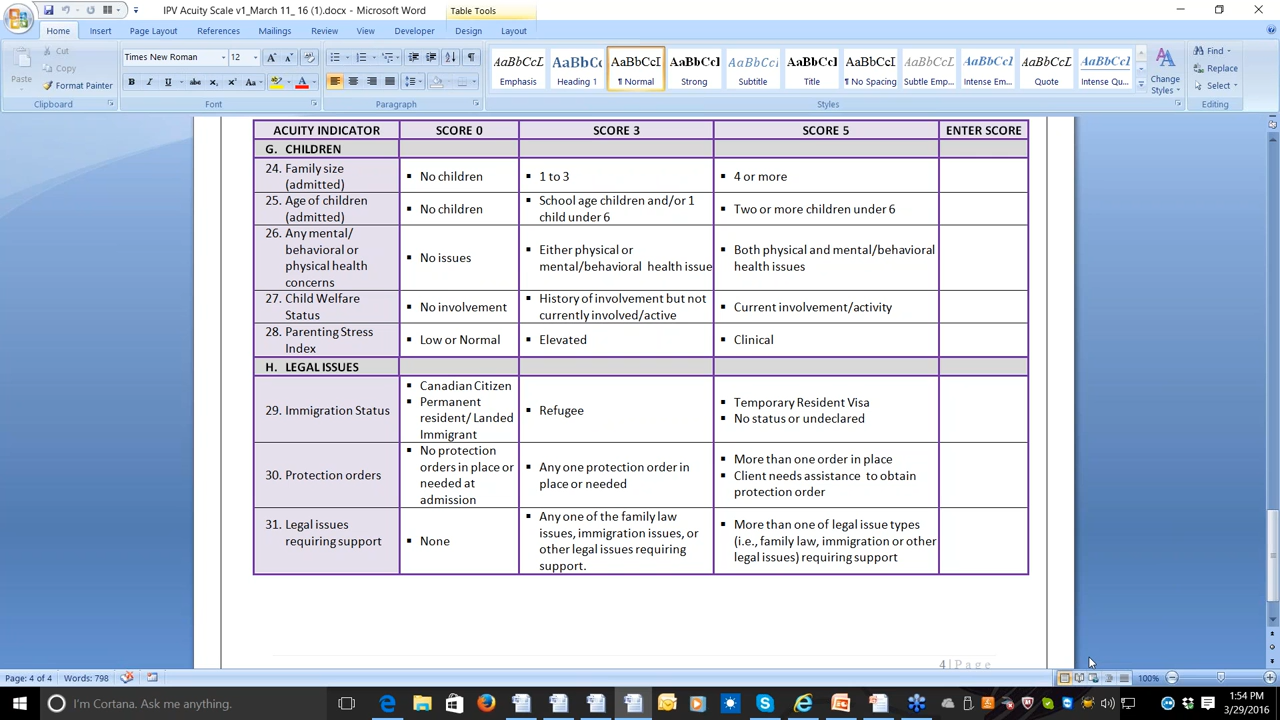 IPV Acuity Scale v1_March 11_ 16 (1).docx - Microsoft Word
Table Tools
Home Insert Page Layout References Mailings Review View Developer Design Layout
Cut
Copy
Format Painter
Paste
Clipboard
Times New Roman 12
Font
Paragraph
AaBbCcL AaBbCc AaBbCcI AaBbCcL AaBbCcI AaBbCcL AaBbCcI AaBbCcL AaBbCcI AaBbCcL AaBbCcI
Emphasis Heading 1 ¶ Normal Strong Subtitle Title ¶ No Spacing Subtle Emp... Intense Em... Quote Intense Qu...
Styles
Change Styles
Find
Replace
Select
Editing
ACUITY INDICATOR SCORE 0 SCORE 3 SCORE 5 ENTER SCORE
G. CHILDREN
24. Family size
(admitted)
▪ No children
▪ 1 to 3
▪ 4 or more
25. Age of children
(admitted)
▪ No children
▪ School age children and/or 1
child under 6
▪ Two or more children under 6
26. Any mental/
behavioral or
physical health
concerns
▪ No issues
▪ Either physical or
mental/behavioral health issue
▪ Both physical and mental/behavioral
health issues
27. Child Welfare
Status
▪ No involvement
▪ History of involvement but not
currently involved/active
▪ Current involvement/activity
28. Parenting Stress
Index
▪ Low or Normal
▪ Elevated
▪ Clinical
H. LEGAL ISSUES
29. Immigration Status
▪ Canadian Citizen
▪ Permanent
resident/ Landed
Immigrant
▪ Refugee
▪ Temporary Resident Visa
▪ No status or undeclared
30. Protection orders
▪ No protection
orders in place or
needed at
admission
▪ Any one protection order in
place or needed
▪ More than one order in place
▪ Client needs assistance to obtain
protection order
31. Legal issues
requiring support
▪ None
▪ Any one of the family law
issues, immigration issues, or
other legal issues requiring
support.
▪ More than one of legal issue types
(i.e., family law, immigration or other
legal issues) requiring support
4 | Page
Page: 4 of 4 Words: 798 100%
I'm Cortana. Ask me anything.
1:54 PM
3/29/2016